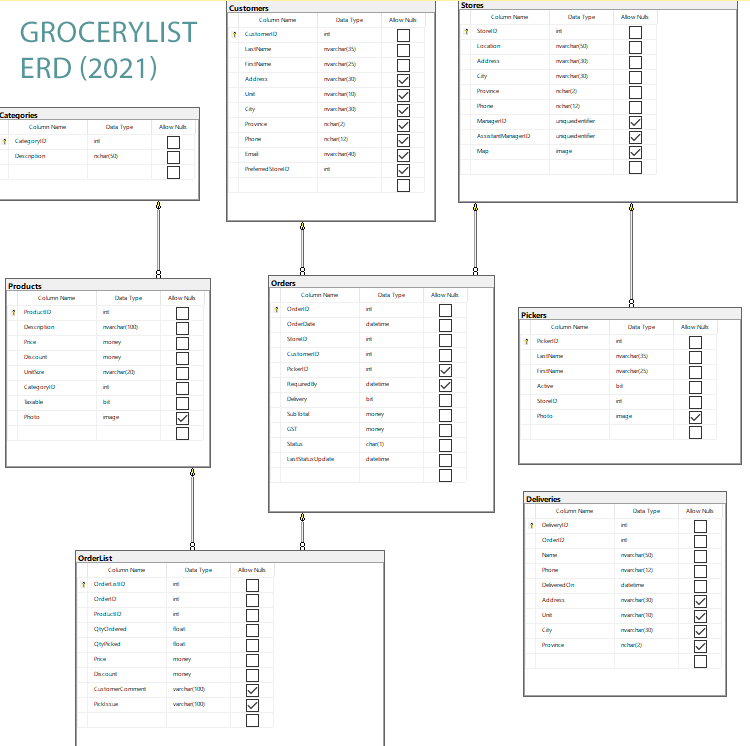 GROCERYLIST
ERD (2021)
Customers
Column Name Data Type Allow Nulls
CustomerID int
LastName nvarchar(35)
FirstName nvarchar(25)
Address nvarchar(30)
Unit nvarchar(10)
City nvarchar(30)
Province nchar(2)
Phone nchar(12)
Email nvarchar(40)
PreferredStoreID int
Stores
Column Name Data Type Allow Nulls
StoreID int
Location nvarchar(50)
Address nvarchar(30)
City nvarchar(30)
Province nchar(2)
Phone nchar(12)
ManagerID uniqueidentifier
AssistantManagerID uniqueidentifier
Map image
Categories
Column Name Data Type Allow Nulls
CategoryID int
Description nchar(50)
Products
Column Name Data Type Allow Nulls
ProductID int
Description nvarchar(100)
Price money
Discount money
UnitSize nvarchar(20)
CategoryID int
Taxable bit
Photo image
Orders
Column Name Data Type Allow Nulls
OrderID int
OrderDate datetime
StoreID int
CustomerID int
PickerID int
RequiredBy datetime
Delivery bit
SubTotal money
GST money
Status char(1)
LastStatusUpdate datetime
Pickers
Column Name Data Type Allow Nulls
PickerID int
LastName nvarchar(35)
FirstName nvarchar(25)
Active bit
StoreID int
Photo image
Deliveries
Column Name Data Type Allow Nulls
DeliveryID int
OrderID int
Name nvarchar(50)
Phone nvarchar(12)
DeliveredOn datetime
Address nvarchar(30)
Unit nvarchar(10)
City nvarchar(30)
Province nchar(2)
OrderList
Column Name Data Type Allow Nulls
OrderListID int
OrderID int
ProductID int
QtyOrdered float
QtyPicked float
Price money
Discount money
CustomerComment varchar(100)
PickIssue varchar(100)